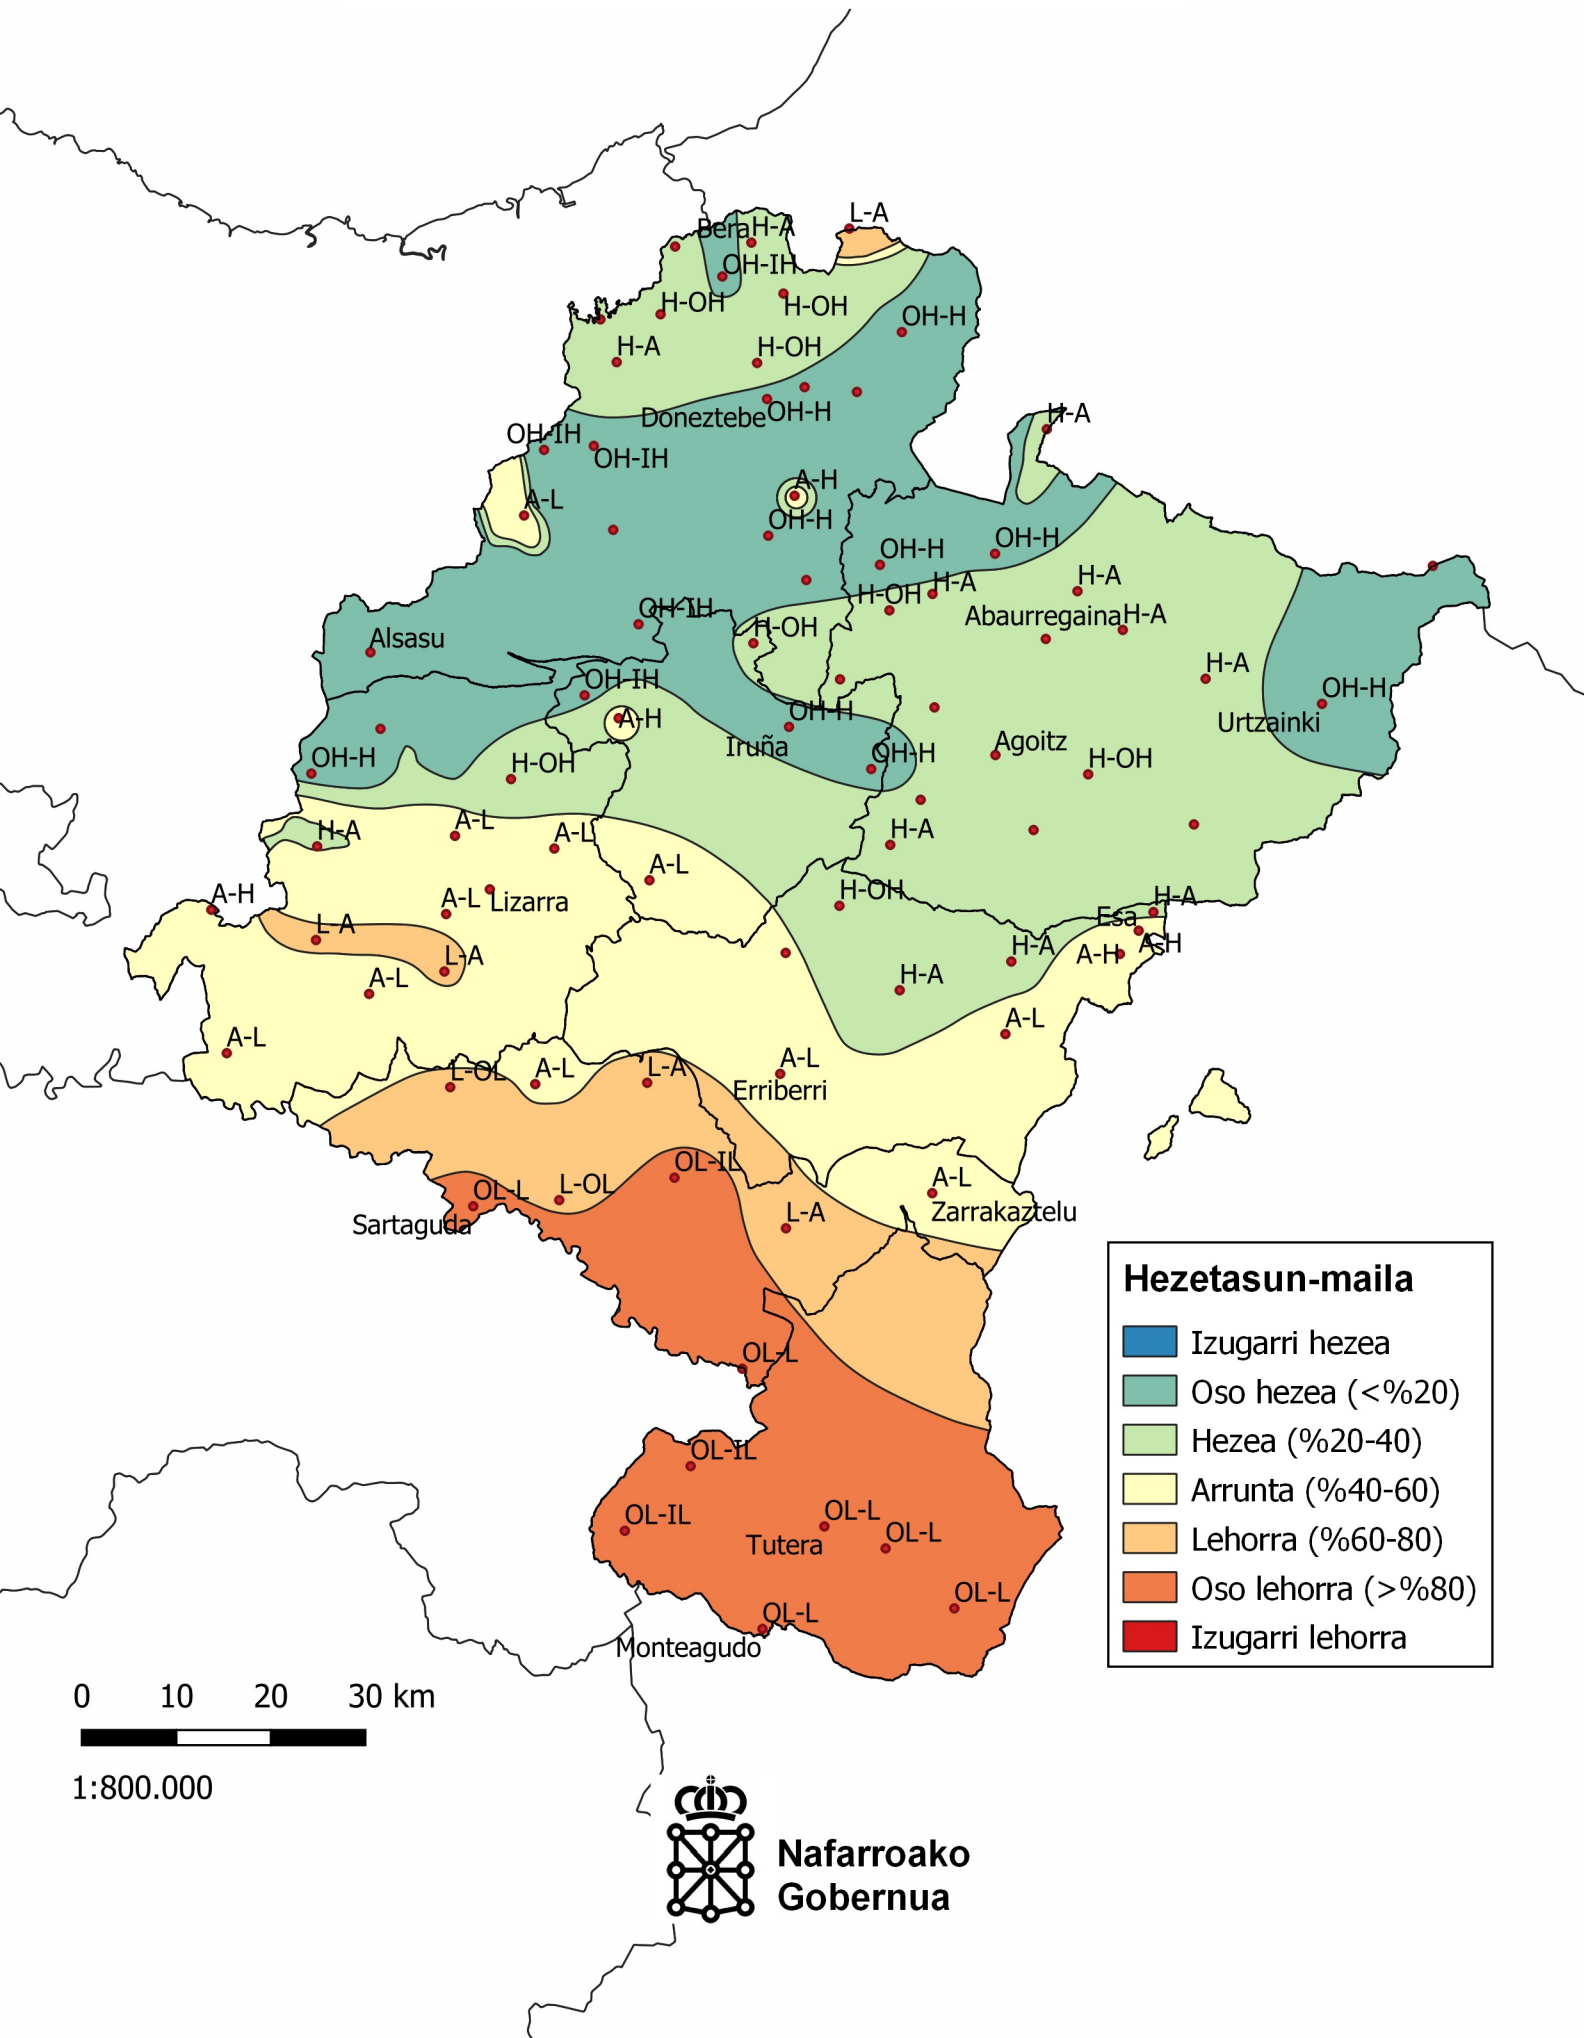 L-A
Bera
H-A
OH-IH
H-OH
H-OH
OH-H
H-A
H-OH
Doneztebe
OH-H
H-A
OH-IH
OH-IH
A-H
A-L
OH-H
OH-H
OH-H
H-A
H-OH
H-A
Abaurregaina
H-A
OH-IH
H-OH
Alsasu
H-A
OH-IH
OH-H
A-H
OH-H
Urtzainki
Iruña
Agoitz
OH-H
H-OH
OH-H
H-OH
A-L
H-A
A-L
H-A
A-L
H-OH
A-H
H-A
A-L
Lizarra
Esa
L-A
A-H
H-A
A-H
L-A
A-L
H-A
A-L
A-L
L-OL
A-L
L-A
A-L
Erriberri
OL-IL
OL-L
L-OL
A-L
L-A
Zarrakaztelu
Sartaguda
OL-L
OL-IL
OL-IL
OL-L
Tutera
OL-L
OL-L
OL-L
Monteagudo
Hezetasun-maila
Izugarri hezea
Oso hezea (<%20)
Hezea (%20-40)
Arrunta (%40-60)
Lehorra (%60-80)
Oso lehorra (>%80)
Izugarri lehorra
0 10 20 30 km
1:800.000
Nafarroako
Gobernua